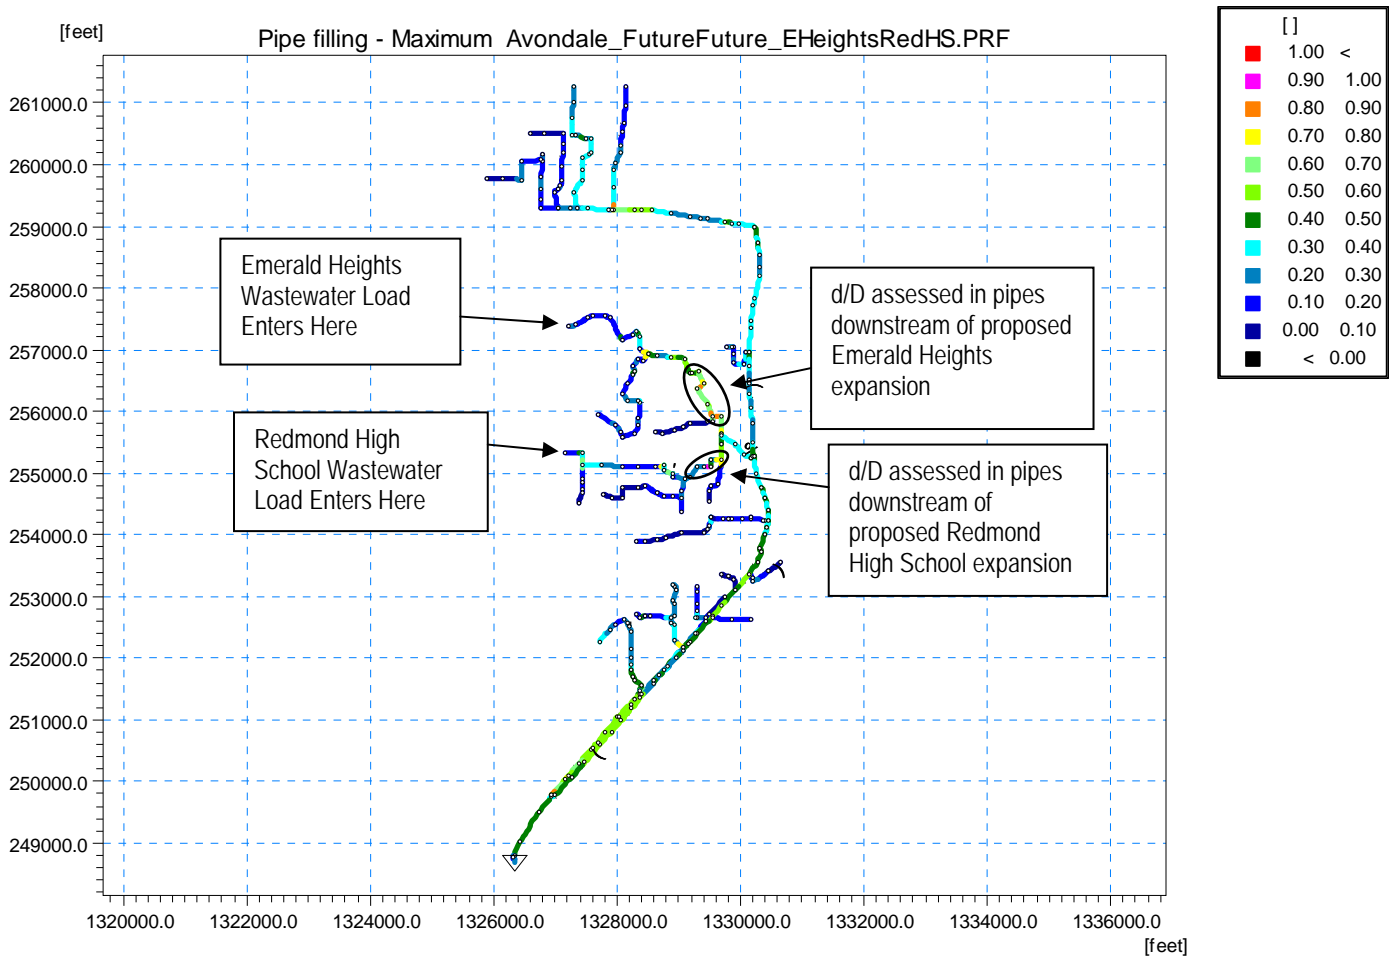 [feet]
Pipe filling - Maximum Avondale_FutureFuture_EHeightsRedHS.PRF
[ ]
1.00 <
0.90 1.00
0.80 0.90
0.70 0.80
0.60 0.70
0.50 0.60
0.40 0.50
0.30 0.40
0.20 0.30
0.10 0.20
0.00 0.10
< 0.00
261000.0
260000.0
259000.0
258000.0
257000.0
256000.0
255000.0
254000.0
253000.0
252000.0
251000.0
250000.0
249000.0
Emerald Heights
Wastewater Load
Enters Here
d/D assessed in pipes
downstream of proposed
Emerald Heights
expansion
Redmond High
School Wastewater
Load Enters Here
d/D assessed in pipes
downstream of
proposed Redmond
High School expansion
1320000.0 1322000.0 1324000.0 1326000.0 1328000.0 1330000.0 1332000.0 1334000.0 1336000.0
[feet]